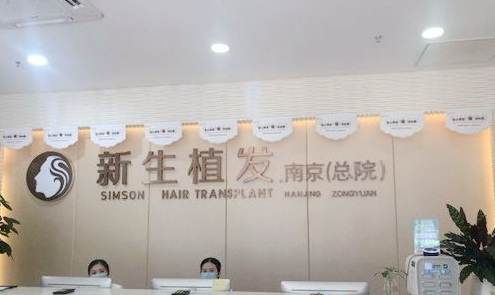 新生植发 南京(总院)
SIMSON HAIR TRANSPLANT NANJING ZONGYUAN